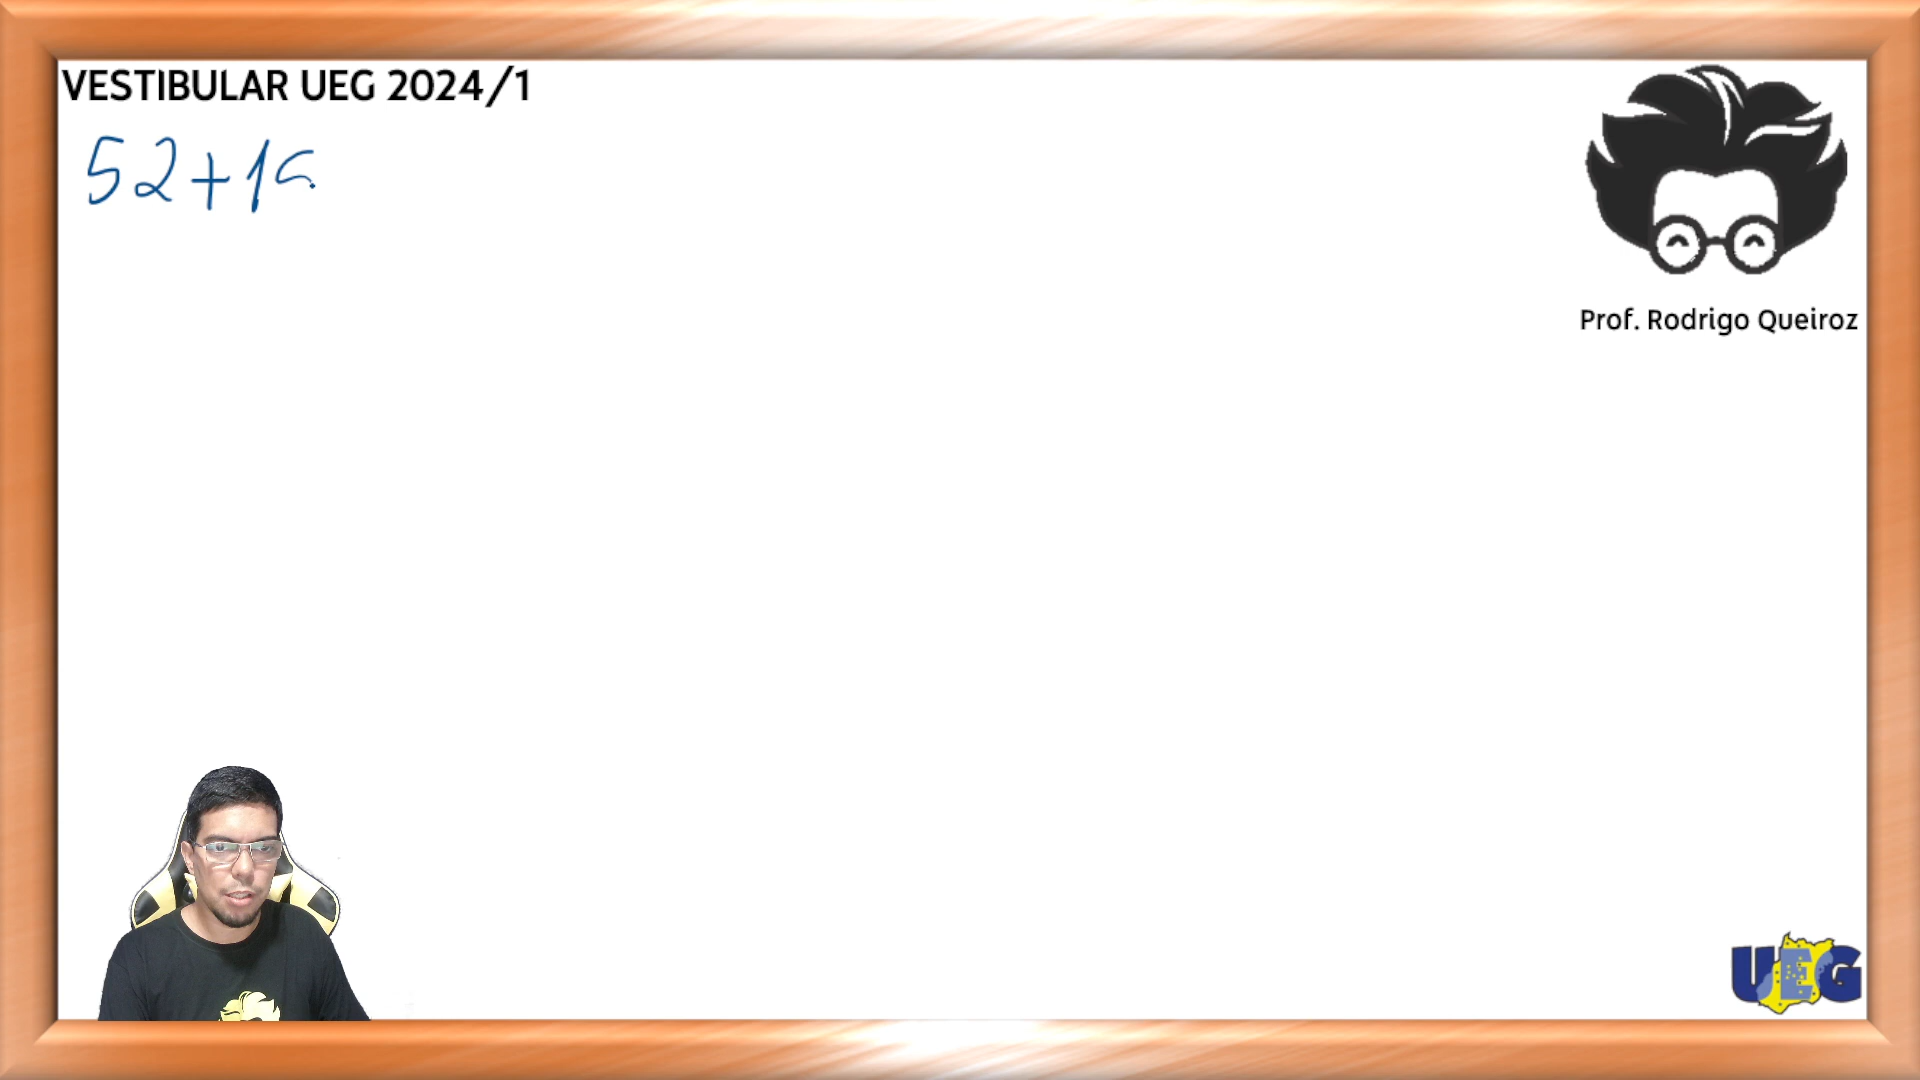 VESTIBULAR UEG 2024/1
52+1
Prof. Rodrigo Queiroz
UEG